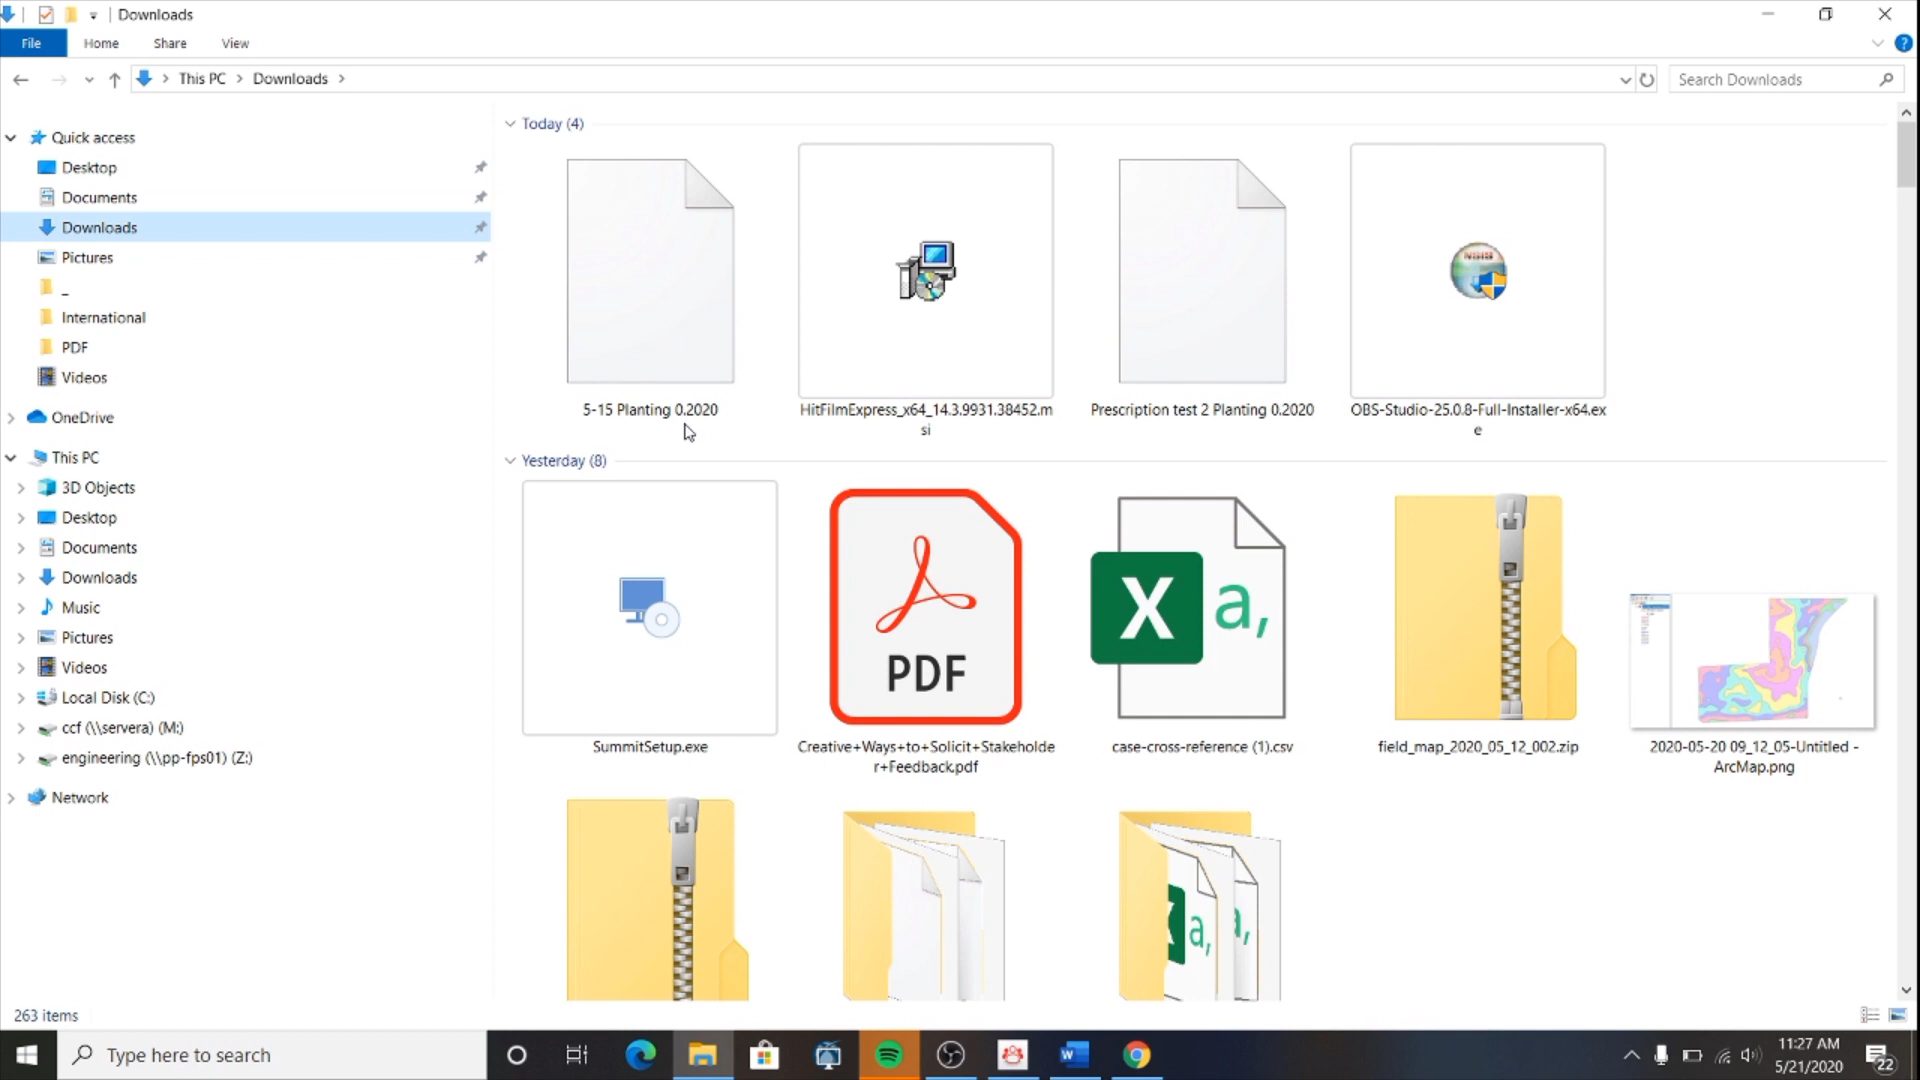 Downloads
File Home Share View
This PC Downloads
Search Downloads
Quick access
Desktop
Documents
Downloads
Pictures
_
International
PDF
Videos
OneDrive
This PC
3D Objects
Desktop
Documents
Downloads
Music
Pictures
Videos
Local Disk (C:)
ccf (\\servera) (M:)
engineering (\\pp-fps01) (Z:)
Network
Today (4)
5-15 Planting 0.2020
HitFilmExpress_x64_14.3.9931.38452.m
si
Prescription test 2 Planting 0.2020
OBS-Studio-25.0.8-Full-Installer-x64.ex
e
Yesterday (8)
SummitSetup.exe
PDF
Creative+Ways+to+Solicit+Stakeholde
r+Feedback.pdf
X a,
case-cross-reference (1).csv
field_map_2020_05_12_002.zip
2020-05-20 09_12_05-Untitled -
ArcMap.png
a, a,
263 items
Type here to search
W
11:27 AM
5/21/2020
22